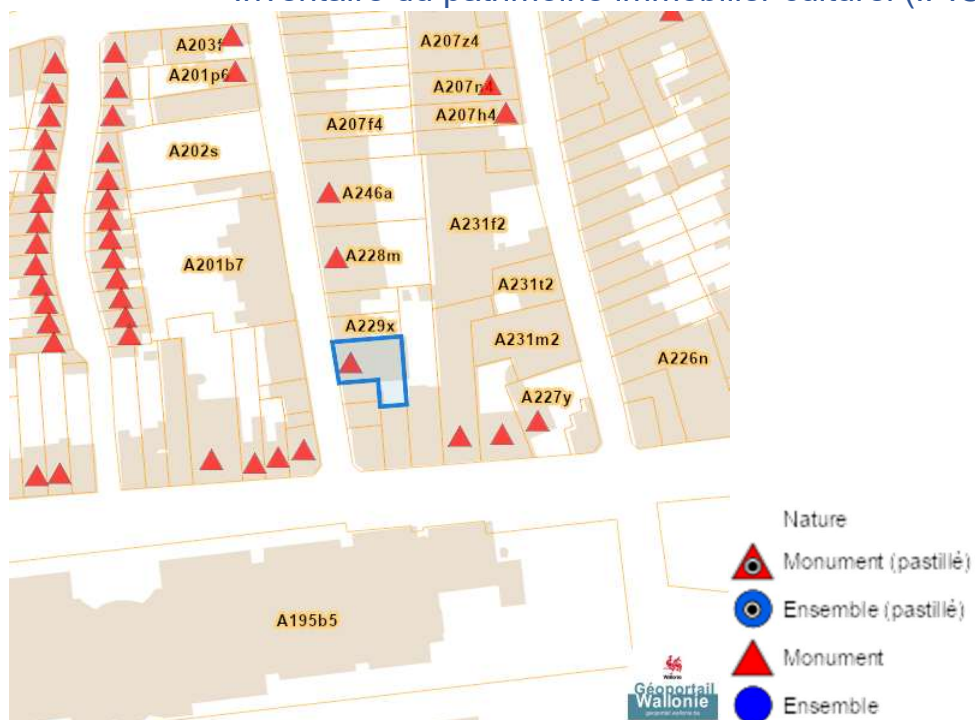 A203f
A207z4
A201p6
A207n4
A207f4
A207h4
A202s
A246a
A231f2
A228m
A201b7
A231t2
A229x
A231m2
A226n
A227y
Nature
Monument (pastillé)
Ensemble (pastillé)
A195b5
Monument
Wallonie
Géoportail
Wallonie
Ensemble